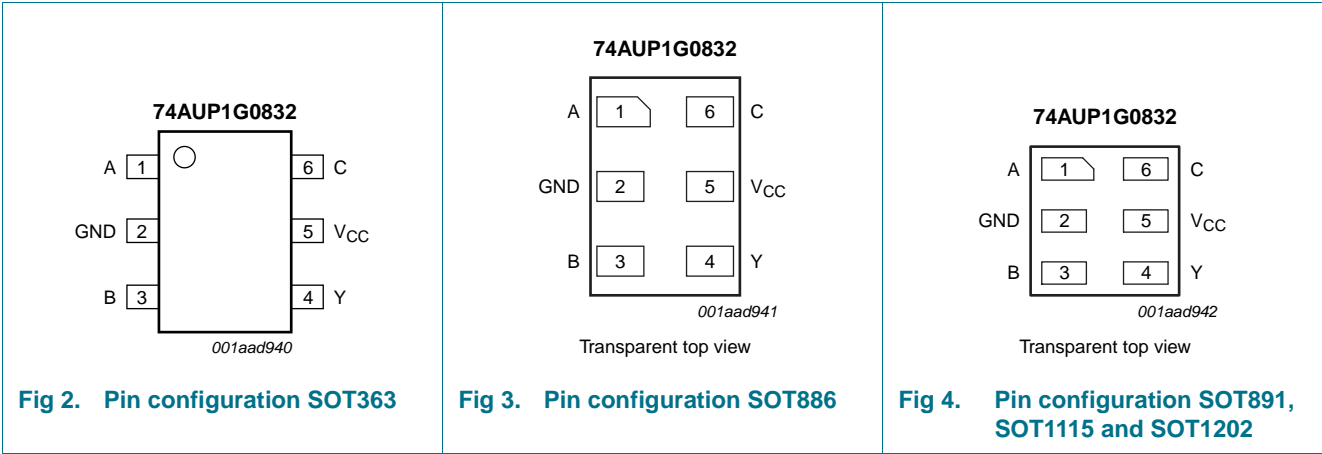 74AUP1G0832
A 1 6 C
GND 2 5 VCC
B 3 4 Y
001aad940
Fig 2. Pin configuration SOT363
74AUP1G0832
A 1 6 C
GND 2 5 VCC
B 3 4 Y
001aad941
Transparent top view
Fig 3. Pin configuration SOT886
74AUP1G0832
A 1 6 C
GND 2 5 VCC
B 3 4 Y
001aad942
Transparent top view
Fig 4. Pin configuration SOT891,
SOT1115 and SOT1202